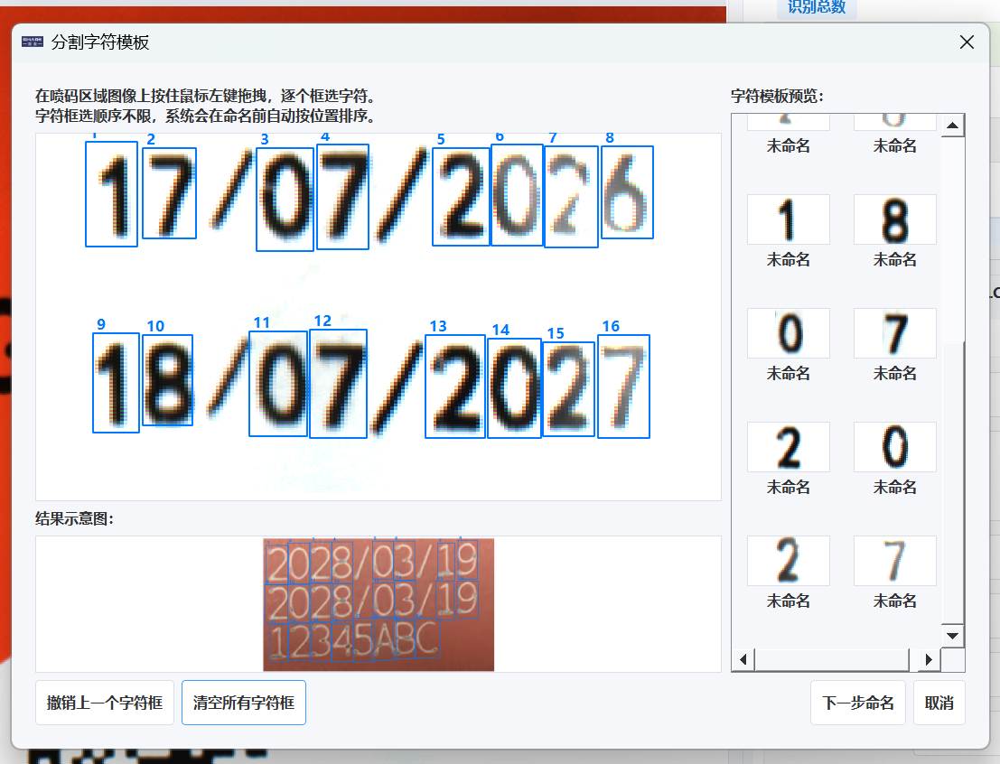 识别总数
分割字符模板
在喷码区域图像上按住鼠标左键拖拽，逐个框选字符。
字符框选顺序不限，系统会在命名前自动按位置排序。
字符模板预览：
1 2 3 4 5 6 7 8
17/07/2026
9 10 11 12 13 14 15 16
18/07/2027
未命名 未命名
1 8
未命名 未命名
0 7
未命名 未命名
2 0
未命名 未命名
2 7
未命名 未命名
结果示意图：
2028/03/19
2028/03/19
12345ABC
撤销上一个字符框 清空所有字符框 下一步命名 取消